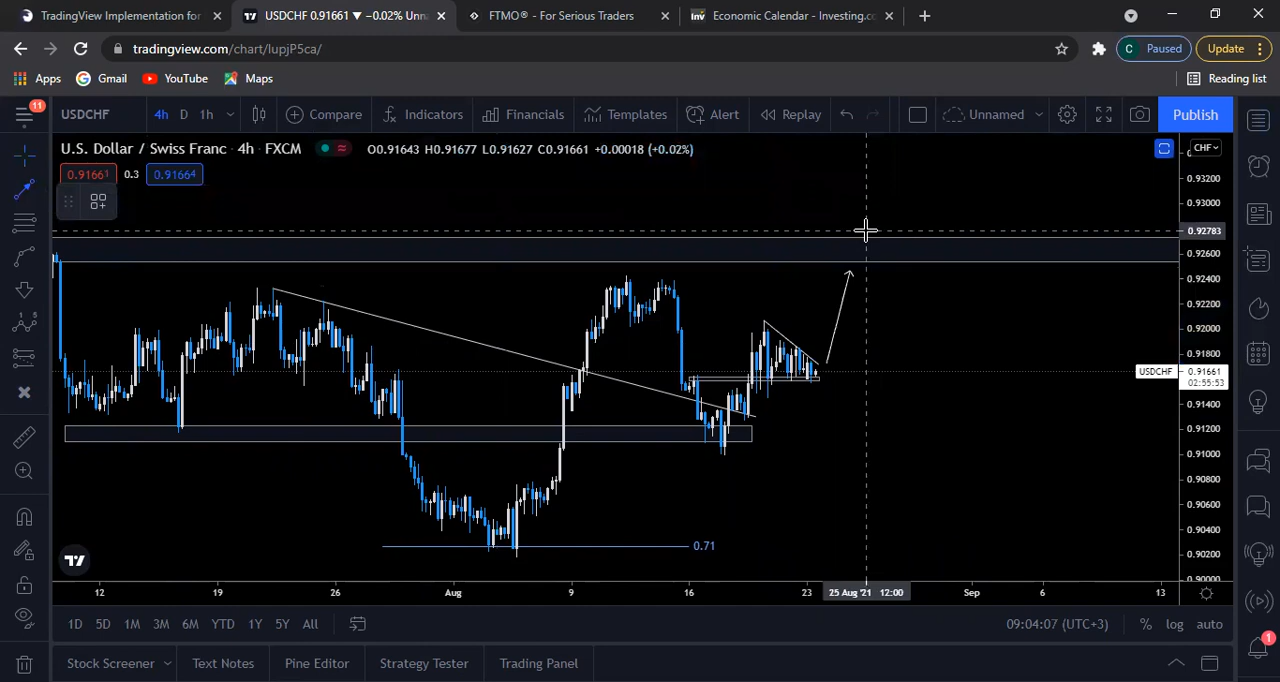 TradingView Implementation for
USDCHF 0.91661 ▼ −0.02% Unna
FTMO® - For Serious Traders
Inv Economic Calendar - Investing.co
tradingview.com/chart/lupjP5ca/
C Paused
Update
Apps
Gmail
YouTube
Maps
Reading list
11
USDCHF
4h D 1h
Compare
Indicators
Financials
Templates
Alert
Replay
Unnamed
Publish
U.S. Dollar / Swiss Franc · 4h · FXCM
O0.91643 H0.91677 L0.91627 C0.91661 +0.00018 (+0.02%)
CHF
0.91661 0.3 0.91664
0.93200
0.93000
0.92783
0.92600
0.92400
0.92200
0.92000
0.91800
USDCHF 0.91661
02:55:53
0.91400
0.91200
0.91000
0.90800
0.90600
0.90400
0.90200
0.90000
0.71
12 19 26 Aug 9 16 23 25 Aug '21 12:00 Sep 6 13
1D 5D 1M 3M 6M YTD 1Y 5Y All
09:04:07 (UTC+3)
% log auto
1
Stock Screener
Text Notes
Pine Editor
Strategy Tester
Trading Panel